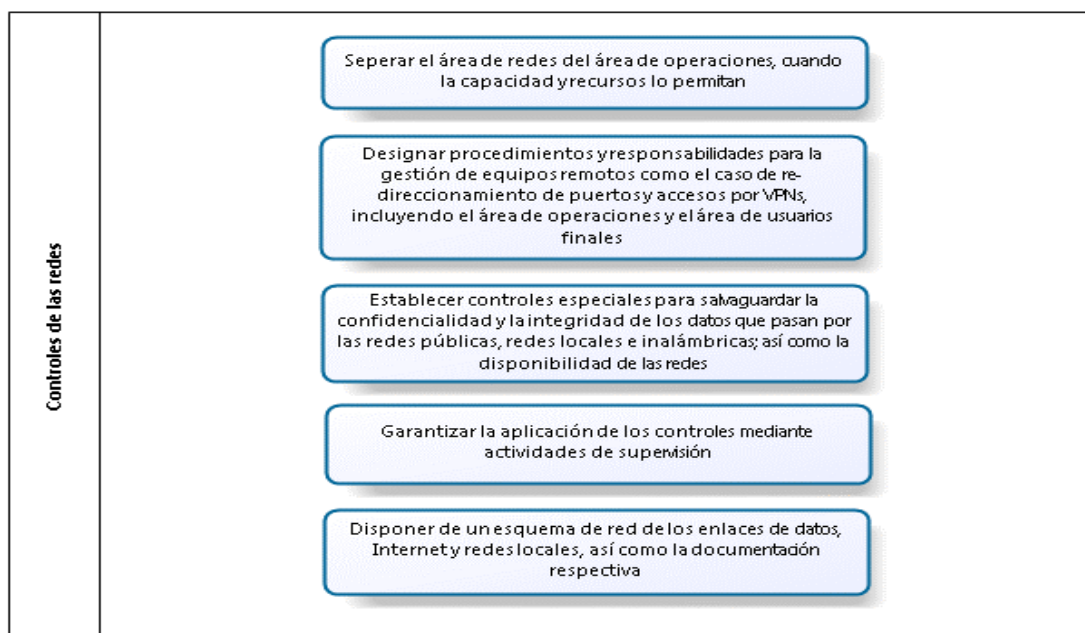 Controles de las redes
Seperar el área de redes del área de operaciones, cuando
la capacidad y recursos lo permitan
Designar procedimientos y responsabilidades para la
gestión de equipos remotos como el caso de re-
direccionamiento de puertos y accesos por VPNs,
incluyendo el área de operaciones y el área de usuarios
finales
Establecer controles especiales para salvaguardar la
confidencialidad y la integridad de los datos que pasan por
las redes públicas, redes locales e inalámbricas; así como la
disponibilidad de las redes
Garantizar la aplicación de los controles mediante
actividades de supervisión
Disponer de un esquema de red de los enlaces de datos,
Internet y redes locales, así como la documentación
respectiva